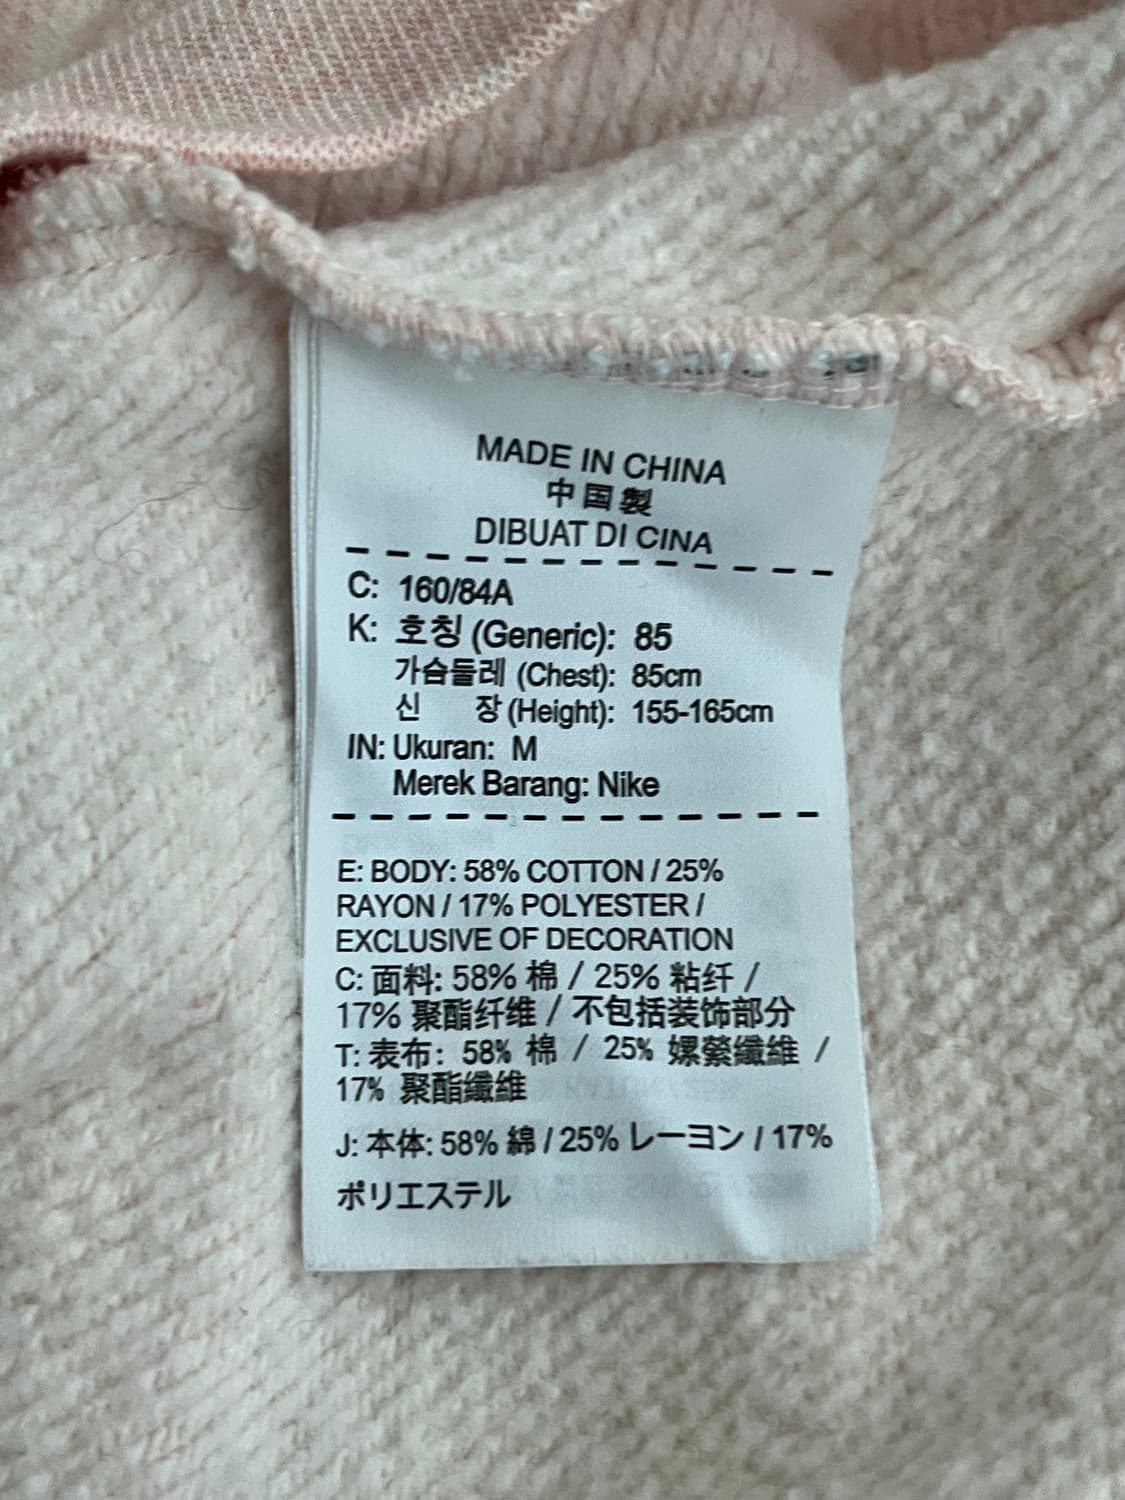 MADE IN CHINA
中国製
DIBUAT DI CINA
C: 160/84A
K: 호칭 (Generic): 85
가슴둘레 (Chest): 85cm
신 장 (Height): 155-165cm
IN: Ukuran: M
Merek Barang: Nike
E: BODY: 58% COTTON / 25%
RAYON / 17% POLYESTER /
EXCLUSIVE OF DECORATION
C: 面料: 58% 棉 / 25% 粘纤 /
17% 聚酯纤维 / 不包括装饰部分
T: 表布: 58% 棉 / 25% 嫘縈纖維 /
17% 聚酯纖維
J: 本体: 58% 綿 / 25% レーヨン / 17%
ポリエステル